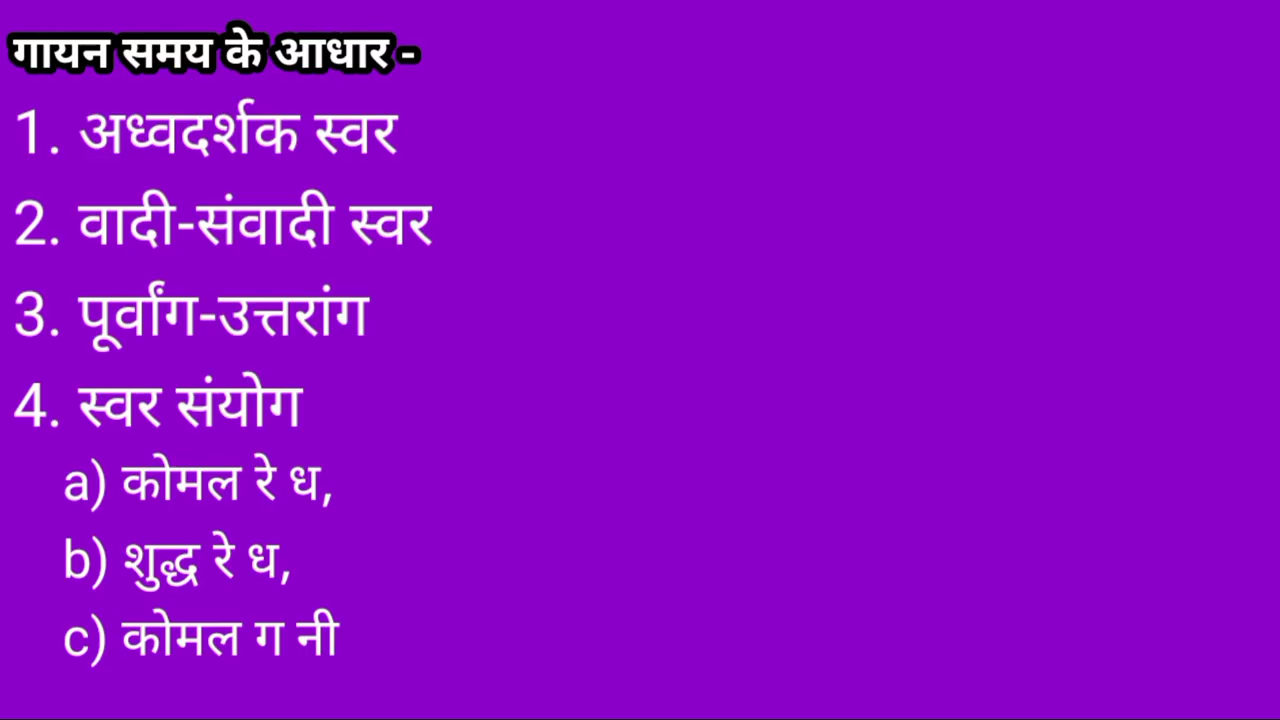 गायन समय के आधार -
1. अध्वदर्शक स्वर
2. वादी-संवादी स्वर
3. पूर्वांग-उत्तरांग
4. स्वर संयोग
a) कोमल रे ध,
b) शुद्ध रे ध,
c) कोमल ग नी